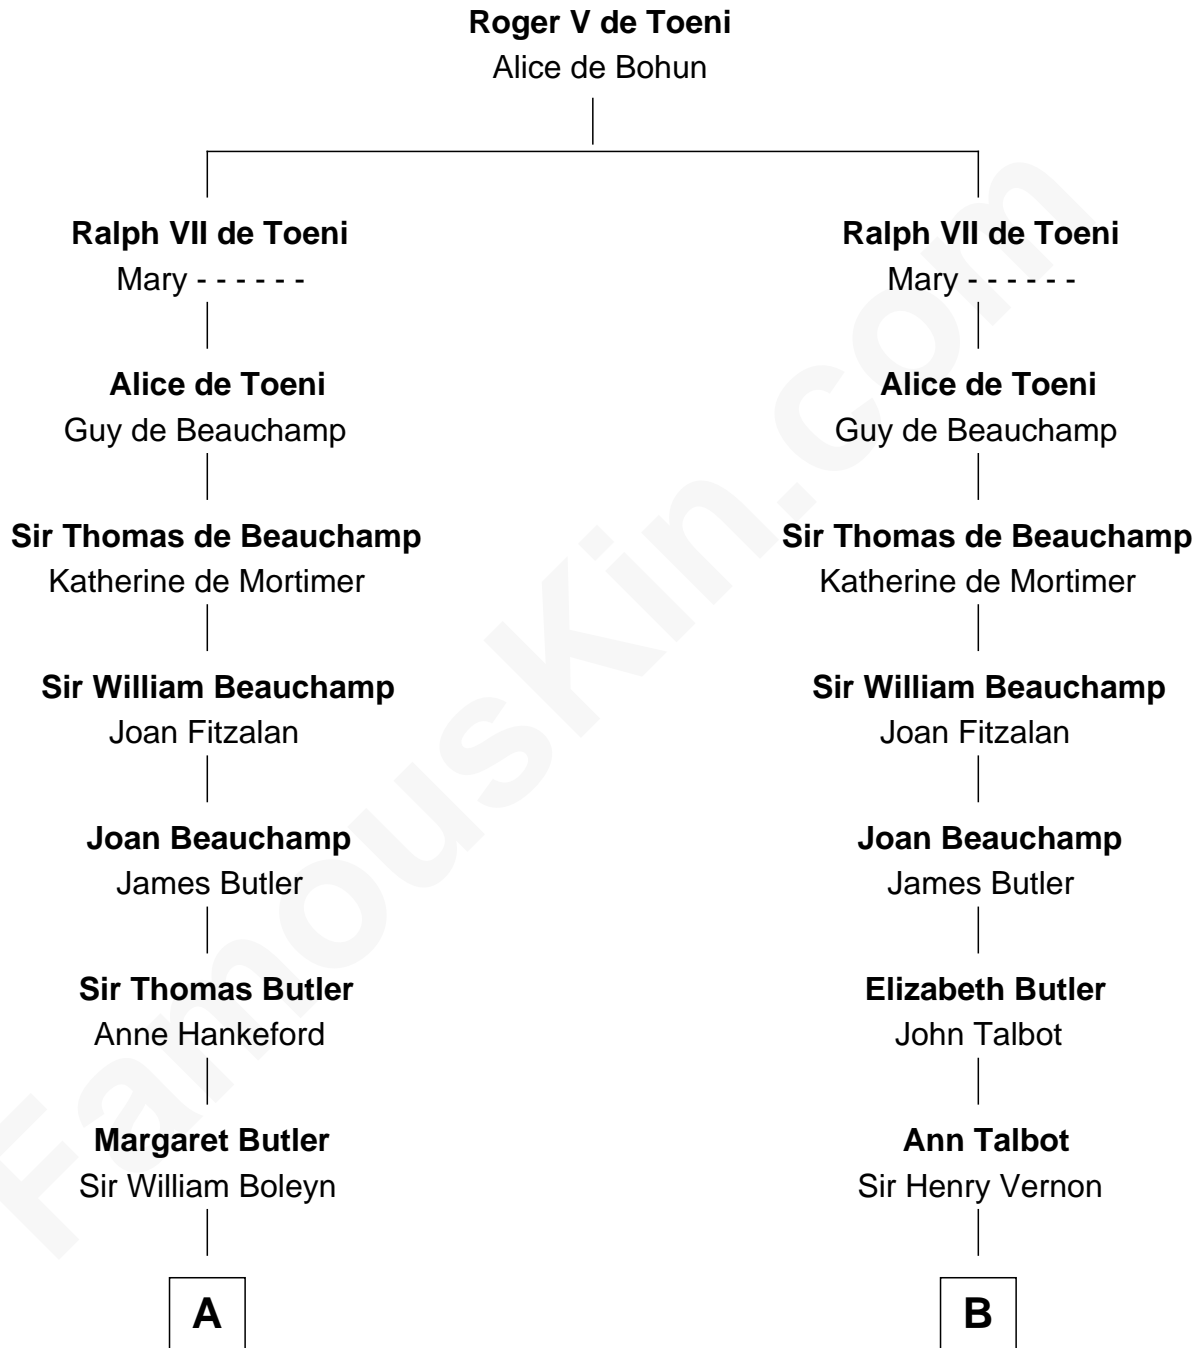 Roger V de Toeni
Alice de Bohun
Ralph VII de Toeni
Mary - - - - - -
Ralph VII de Toeni
Mary - - - - - -
Alice de Toeni
Guy de Beauchamp
Alice de Toeni
Guy de Beauchamp
Sir Thomas de Beauchamp
Katherine de Mortimer
Sir Thomas de Beauchamp
Katherine de Mortimer
Sir William Beauchamp
Joan Fitzalan
Sir William Beauchamp
Joan Fitzalan
Joan Beauchamp
James Butler
Joan Beauchamp
James Butler
Sir Thomas Butler
Anne Hankeford
Elizabeth Butler
John Talbot
Margaret Butler
Sir William Boleyn
Ann Talbot
Sir Henry Vernon
A
B
FamousKin.com